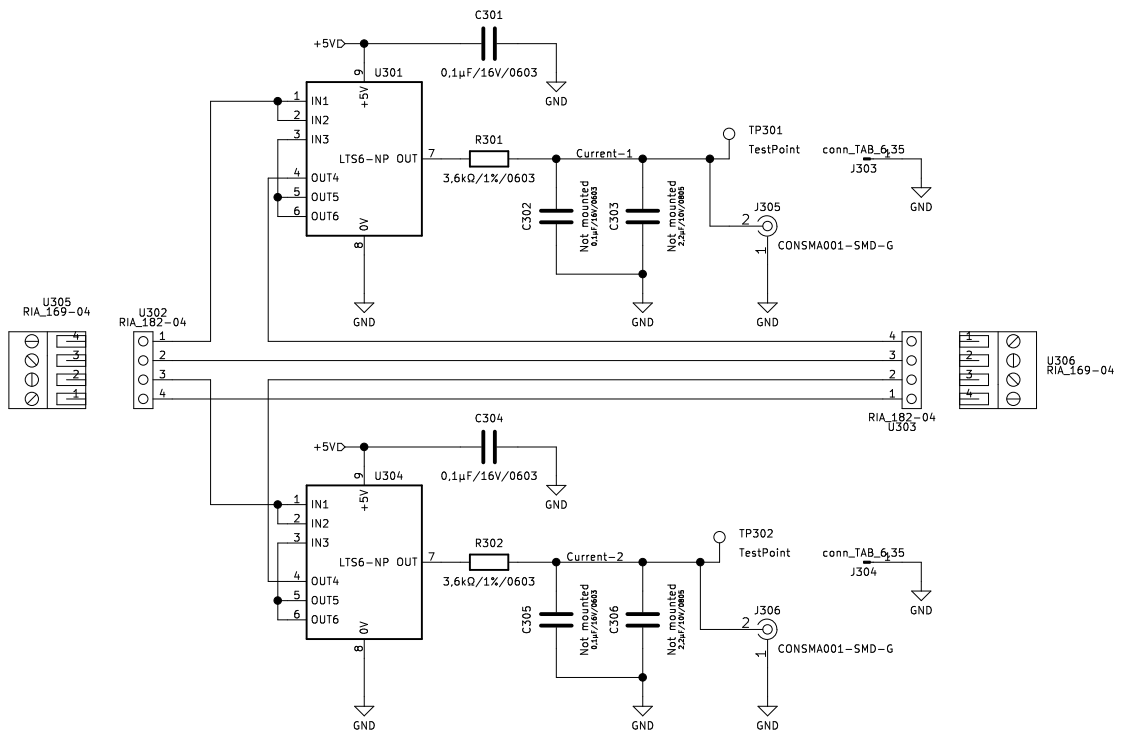 C301
+5V
0,1µF/16V/0603
GND
9
U301
+5V
1
IN1
2
IN2
3
IN3
LTS6-NP OUT
7
4
OUT4
5
OUT5
6
OUT6
0V
8
GND
R301
3,6kΩ/1%/0603
Current-1
TP301
TestPoint
C302
Not mounted
0,1µF/16V/0603
C303
Not mounted
2,2µF/10V/0805
GND
conn_TAB_6,35
1
J303
GND
J305
2
1
CONSMA001-SMD-G
GND
U305
RIA_169-04
4
3
2
1
U302
RIA_182-04
1
2
3
4
4
3
2
1
RIA_182-04
U303
1
2
3
4
U306
RIA_169-04
C304
+5V
0,1µF/16V/0603
GND
9
U304
+5V
1
IN1
2
IN2
3
IN3
LTS6-NP OUT
7
4
OUT4
5
OUT5
6
OUT6
0V
8
GND
R302
3,6kΩ/1%/0603
Current-2
TP302
TestPoint
C305
Not mounted
0,1µF/16V/0603
C306
Not mounted
2,2µF/10V/0805
GND
conn_TAB_6,35
1
J304
GND
J306
2
1
CONSMA001-SMD-G
GND